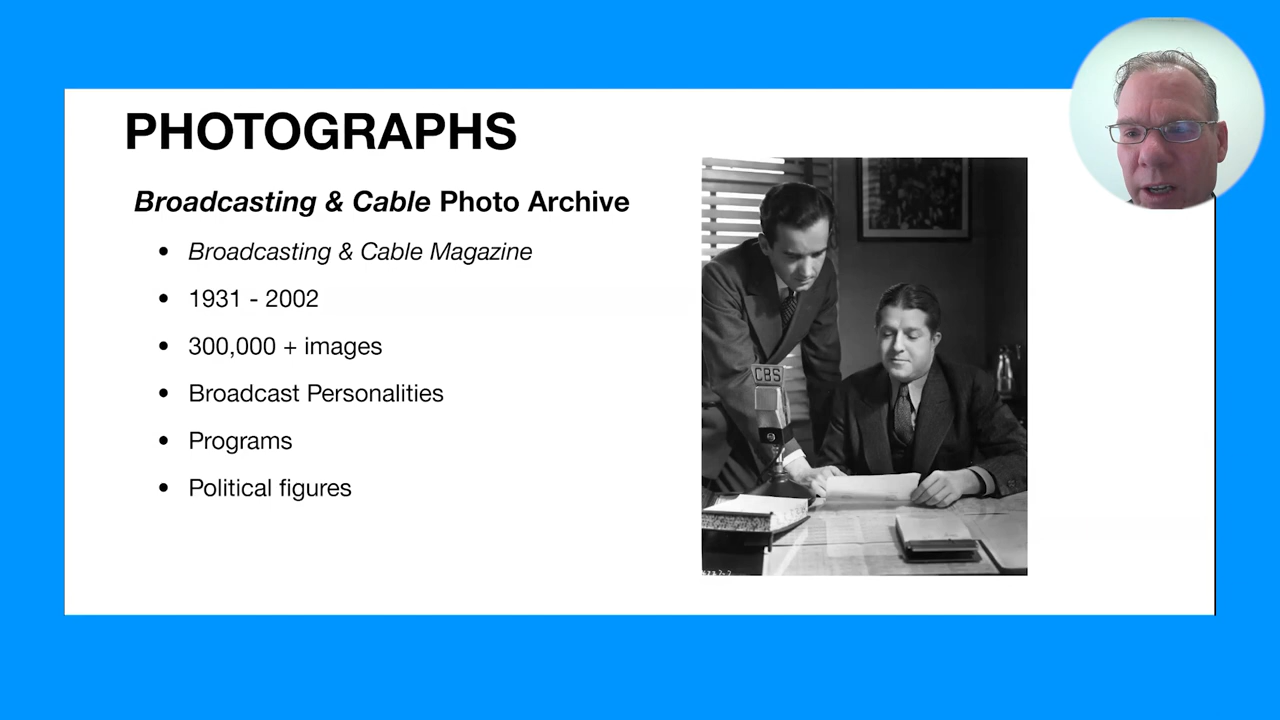 PHOTOGRAPHS
Broadcasting & Cable Photo Archive
• Broadcasting & Cable Magazine
• 1931 - 2002
• 300,000 + images
• Broadcast Personalities
• Programs
• Political figures
CBS